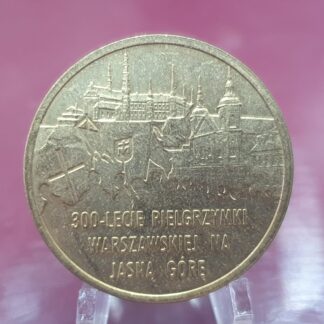 300-LECIE PIELGRZYMKI
WARSZAWSKIEJ NA
JASNĄ GÓRĘ